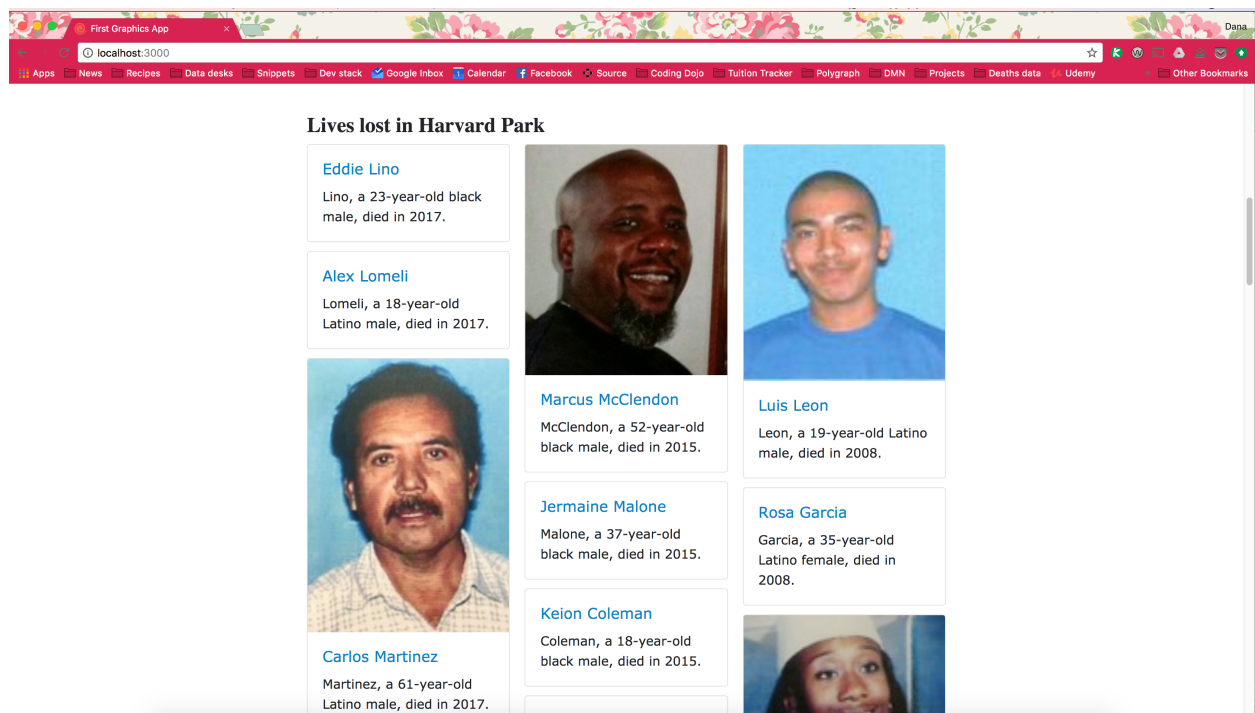 First Graphics App
Dana
localhost:3000
Apps News Recipes Data desks Snippets Dev stack Google Inbox Calendar Facebook Source Coding Dojo Tuition Tracker Polygraph DMN Projects Deaths data Udemy Other Bookmarks
Lives lost in Harvard Park
Eddie Lino
Lino, a 23-year-old black
male, died in 2017.
Alex Lomeli
Lomeli, a 18-year-old
Latino male, died in 2017.
Carlos Martinez
Martinez, a 61-year-old
Latino male, died in 2017.
Marcus McClendon
McClendon, a 52-year-old
black male, died in 2015.
Jermaine Malone
Malone, a 37-year-old
black male, died in 2015.
Keion Coleman
Coleman, a 18-year-old
black male, died in 2015.
Luis Leon
Leon, a 19-year-old Latino
male, died in 2008.
Rosa Garcia
Garcia, a 35-year-old
Latino female, died in
2008.